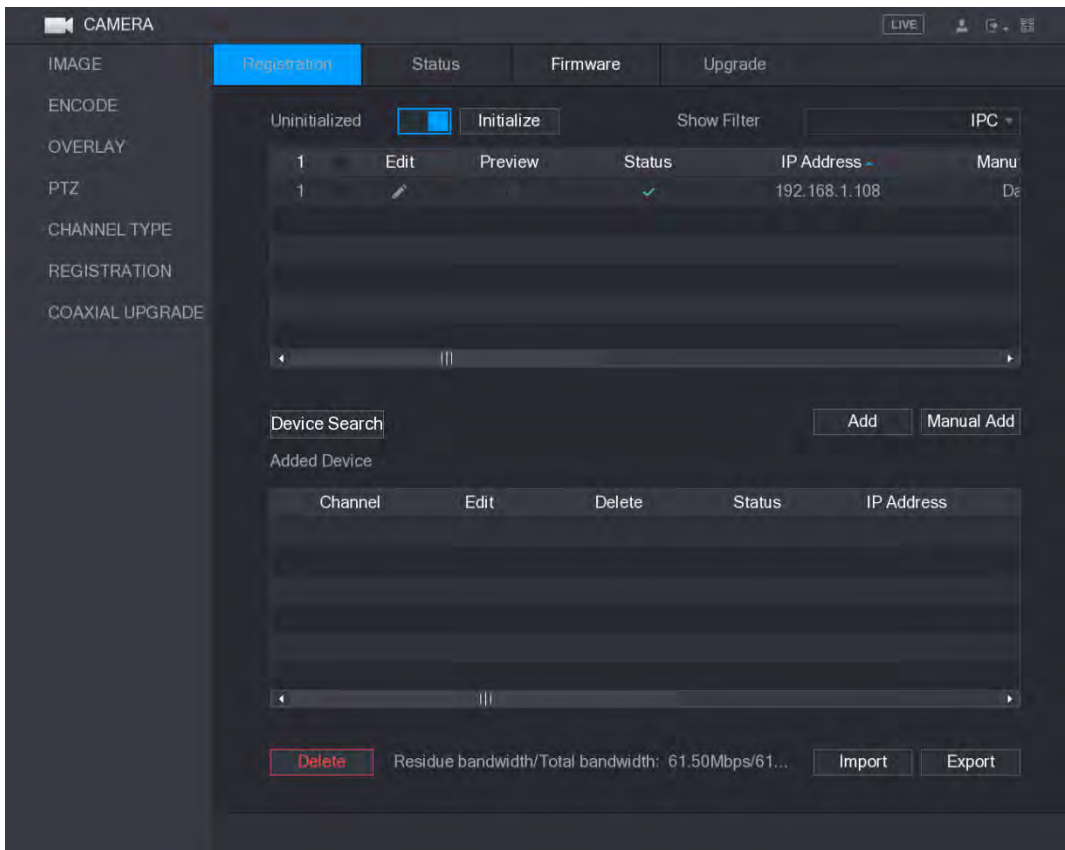 CAMERA LIVE
IMAGE Registration Status Firmware Upgrade
ENCODE
Uninitialized Initialize Show Filter IPC
OVERLAY
1 Edit Preview Status IP Address Manu
PTZ
1 192.168.1.108 Da
CHANNEL TYPE
REGISTRATION
COAXIAL UPGRADE
Device Search Add Manual Add
Added Device
Channel Edit Delete Status IP Address
Delete Residue bandwidth/Total bandwidth: 61.50Mbps/61... Import Export